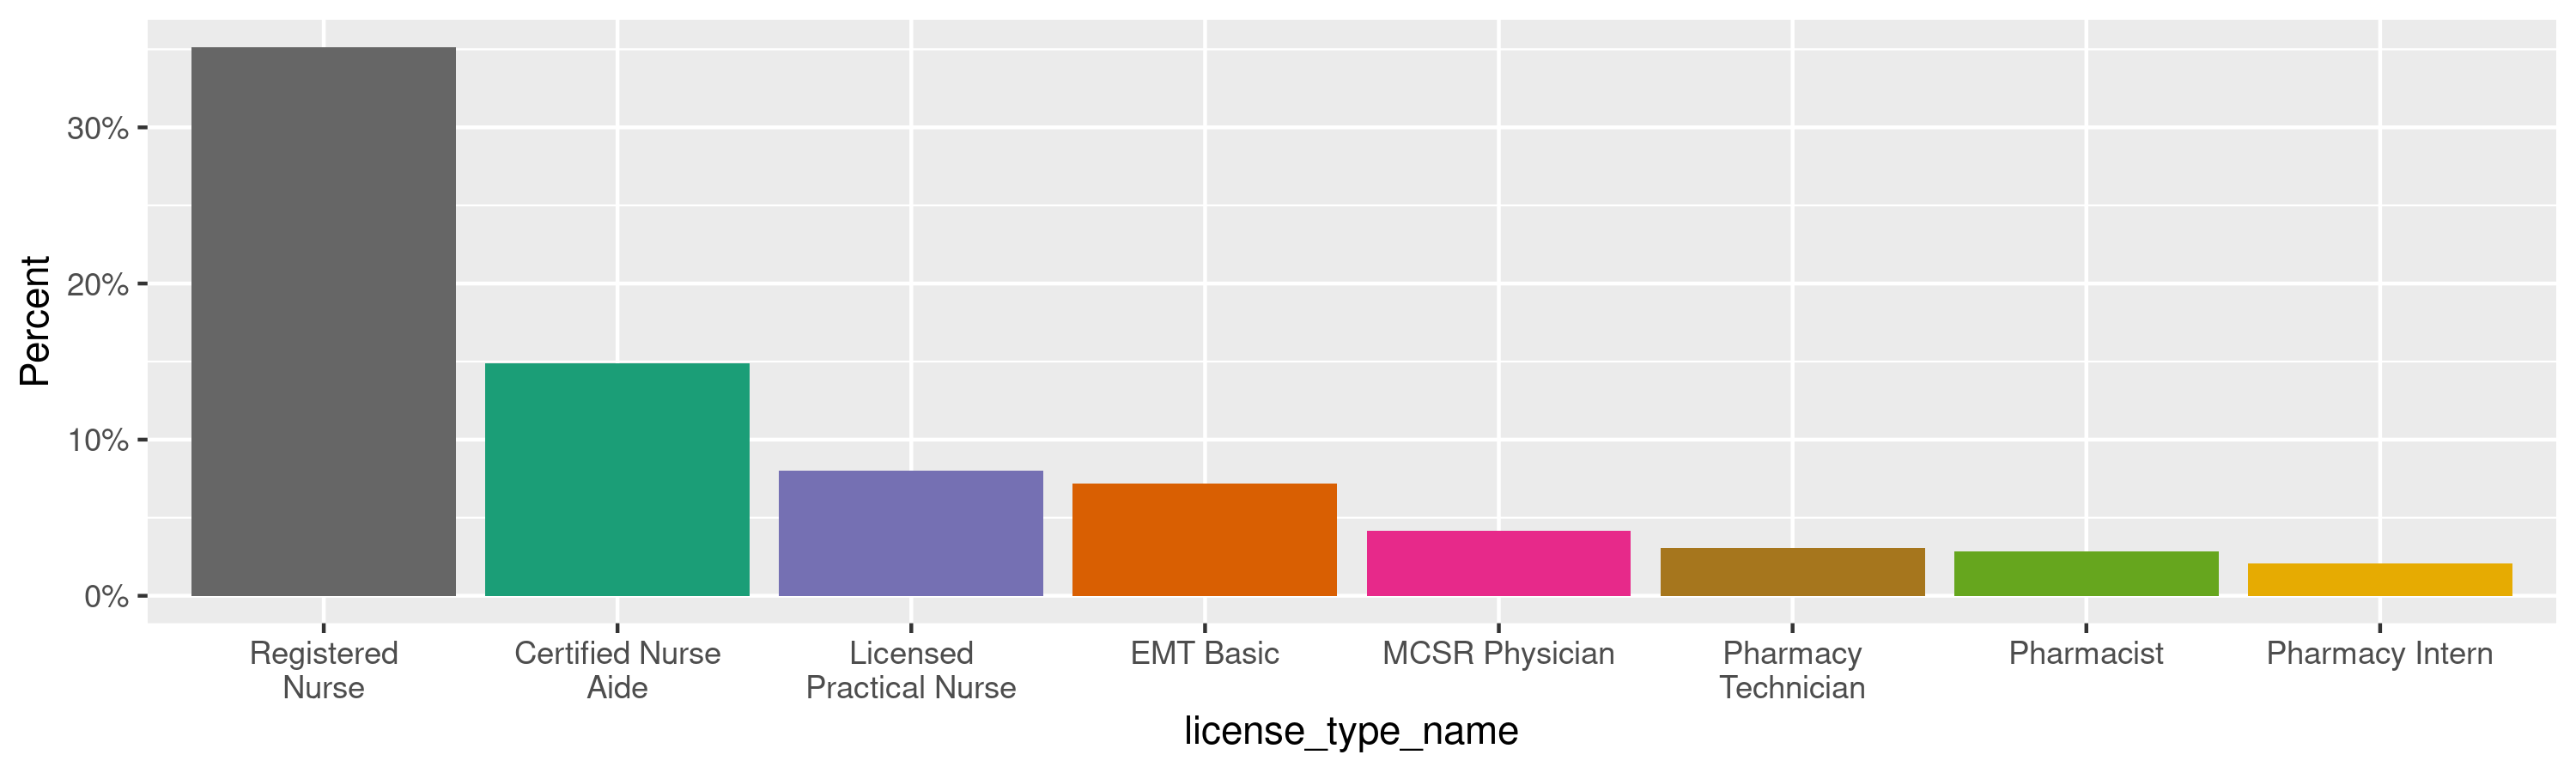 Percent
30%
20%
10%
0%
Registered
Nurse
Certified Nurse
Aide
Licensed
Practical Nurse
EMT Basic
MCSR Physician
Pharmacy
Technician
Pharmacist
Pharmacy Intern
license_type_name